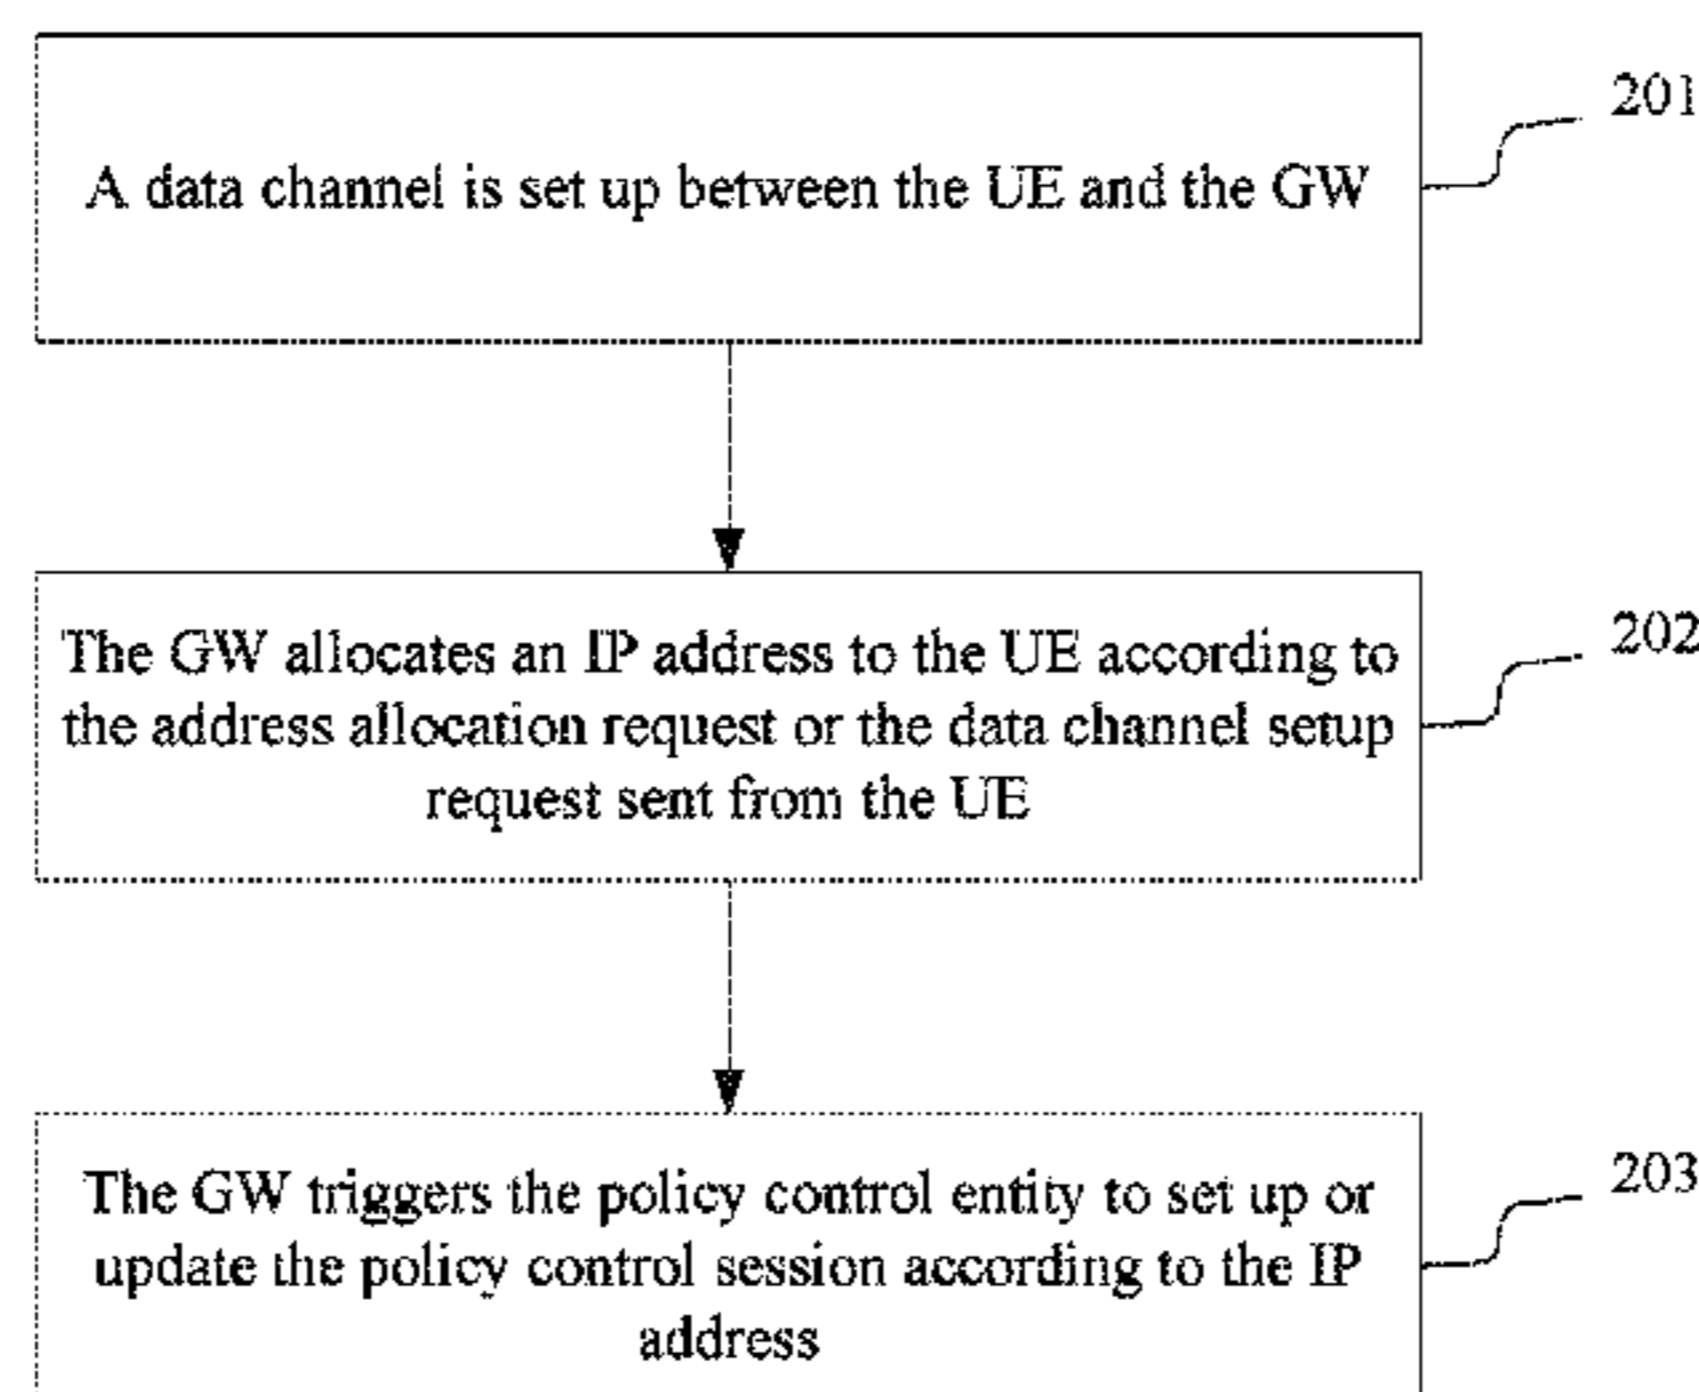 201
A data channel is set up between the UE and the GW
202
The GW allocates an IP address to the UE according to
the address allocation request or the data channel setup
request sent from the UE
203
The GW triggers the policy control entity to set up or
update the policy control session according to the IP
address